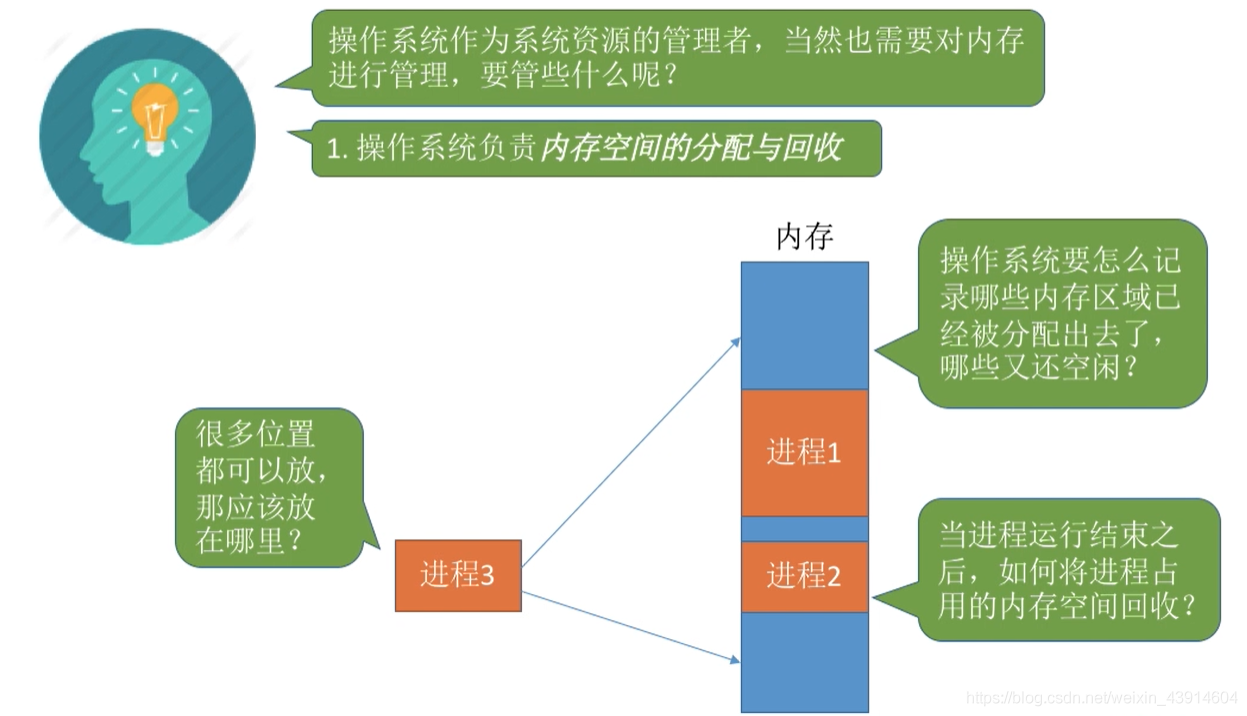 操作系统作为系统资源的管理者，当然也需要对内存
进行管理，要管些什么呢？
1. 操作系统负责内存空间的分配与回收
内存
操作系统要怎么记
录哪些内存区域已
经被分配出去了，
哪些又还空闲？
很多位置
都可以放，
那应该放
在哪里？
进程1
进程3
进程2
当进程运行结束之
后，如何将进程占
用的内存空间回收？
https://blog.csdn.net/weixin_43914604